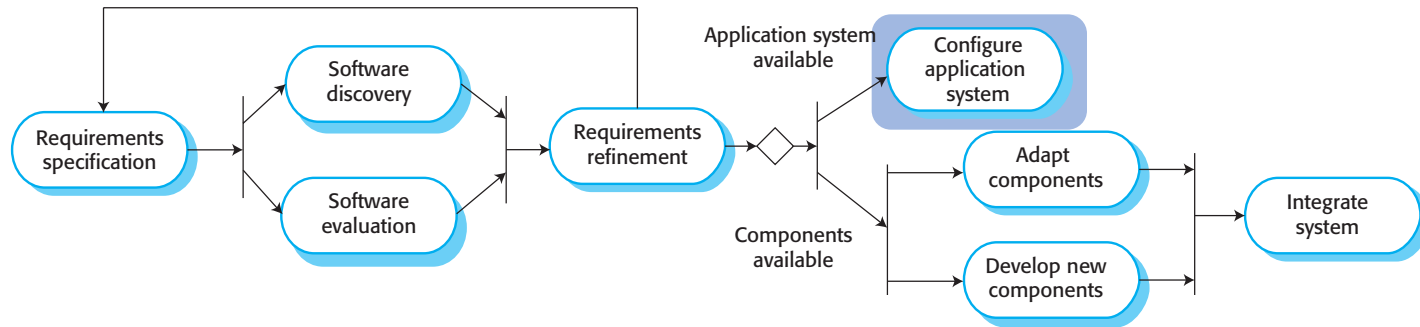 Requirements
specification
Software
discovery
Software
evaluation
Requirements
refinement
Application system
available
Configure
application
system
Components
available
Adapt
components
Develop new
components
Integrate
system